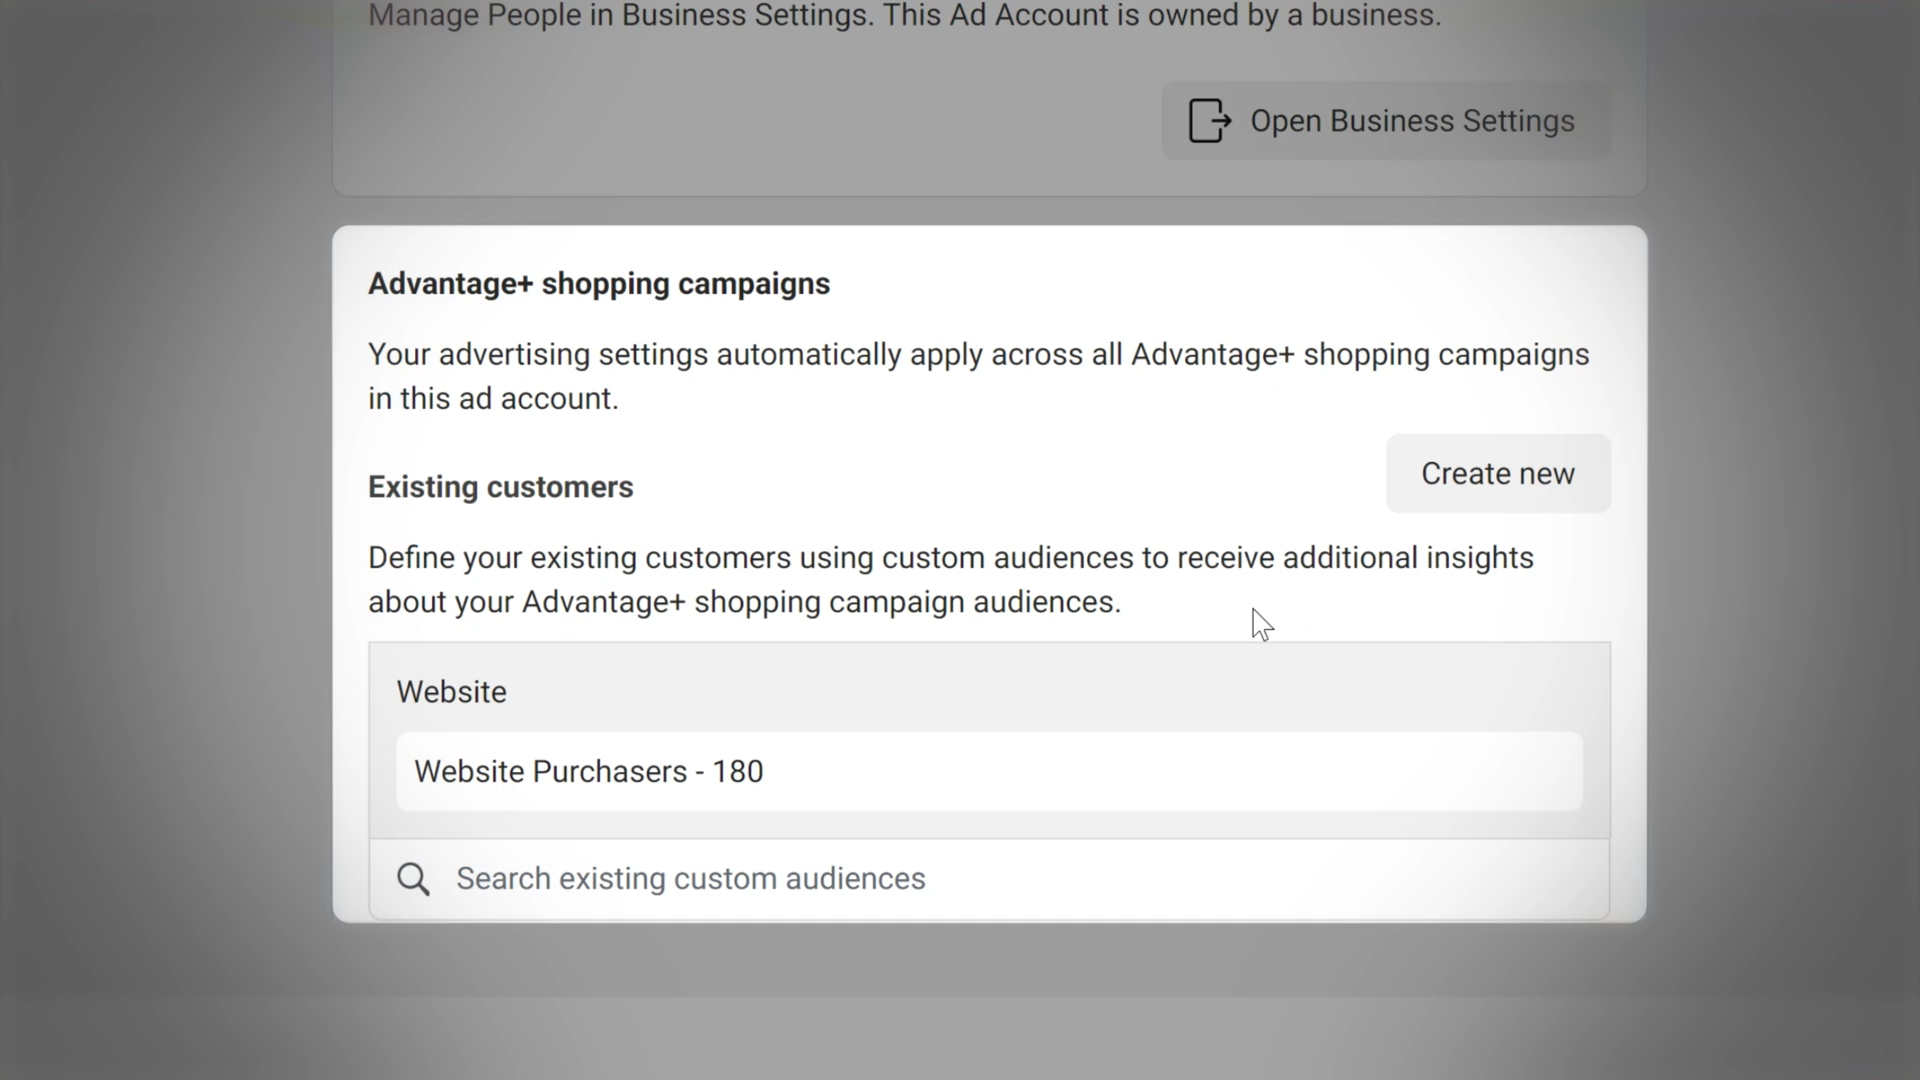 Manage People in Business Settings. This Ad Account is owned by a business.
Open Business Settings
Advantage+ shopping campaigns
Your advertising settings automatically apply across all Advantage+ shopping campaigns
in this ad account.
Create new
Existing customers
Define your existing customers using custom audiences to receive additional insights
about your Advantage+ shopping campaign audiences.
Website
Website Purchasers - 180
Search existing custom audiences